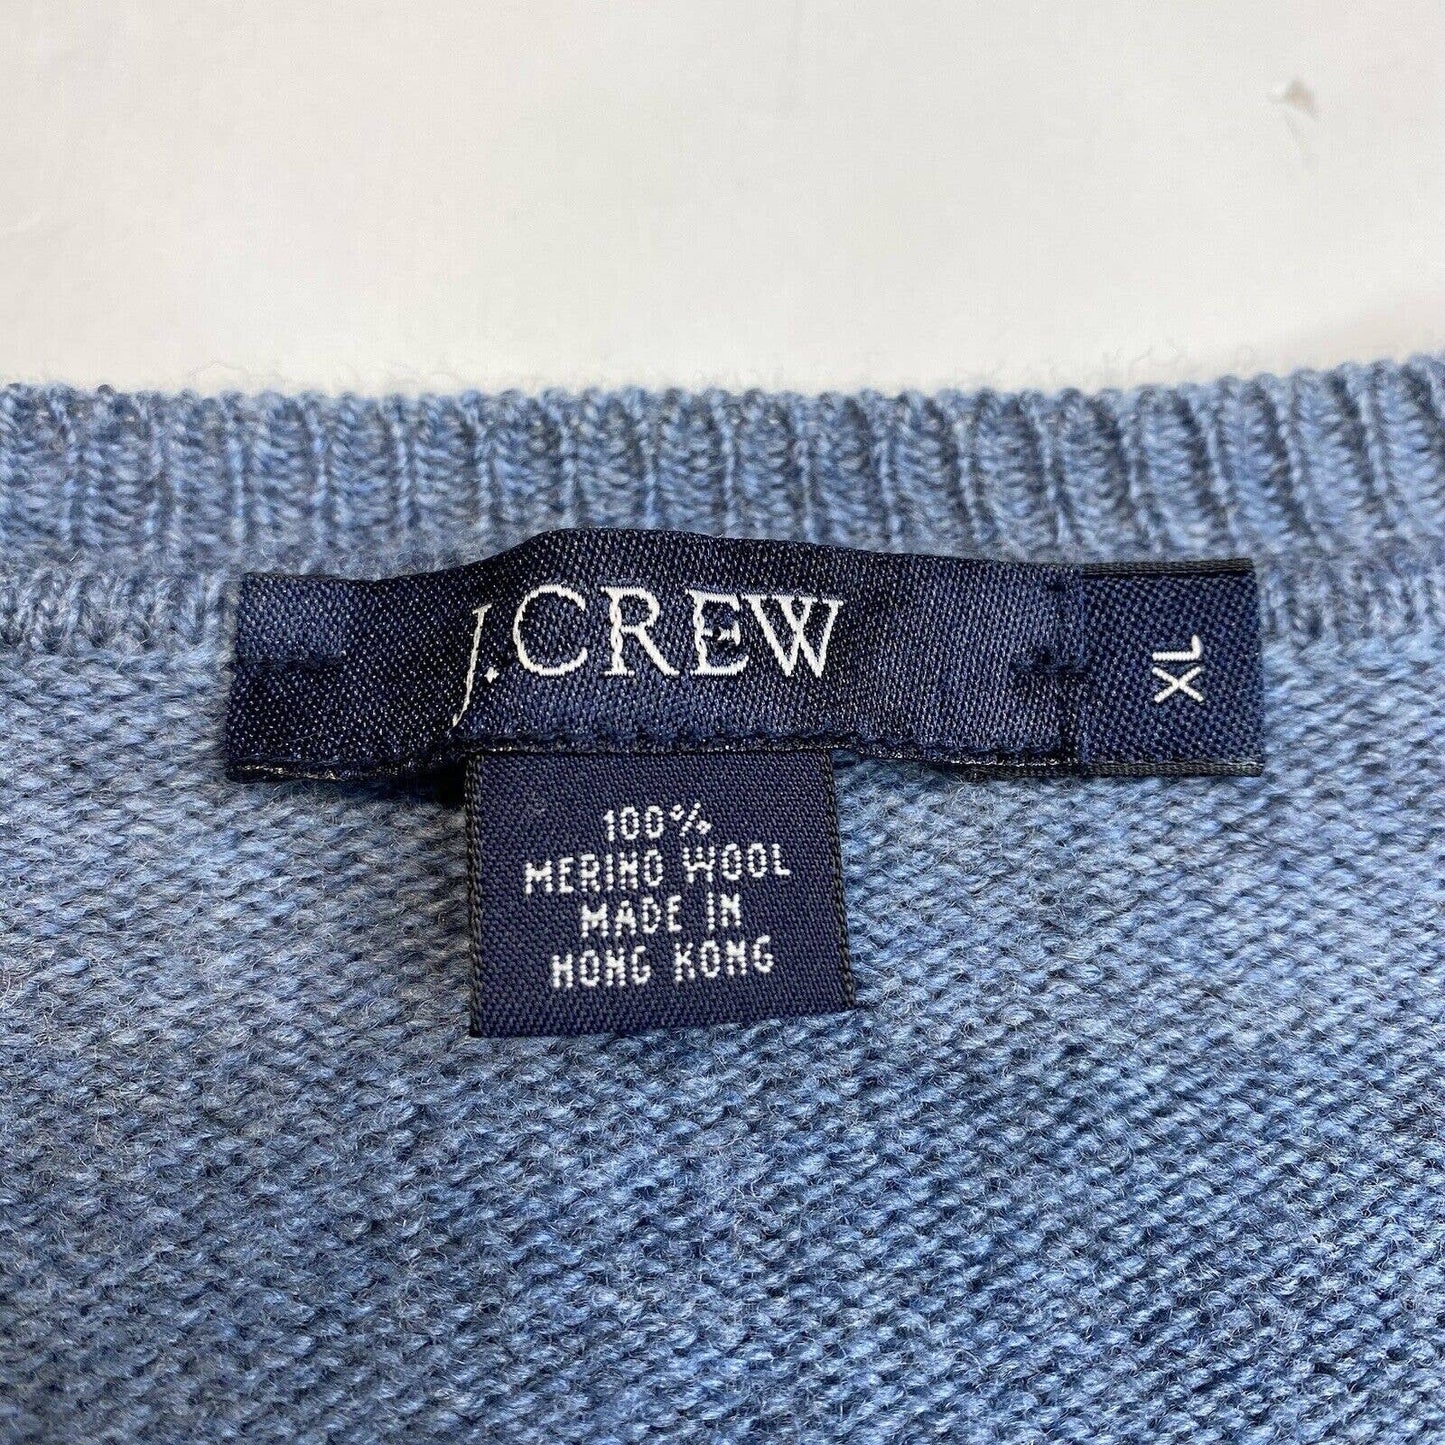 J.CREW
XL
100%
MERINO WOOL
MADE IN
HONG KONG